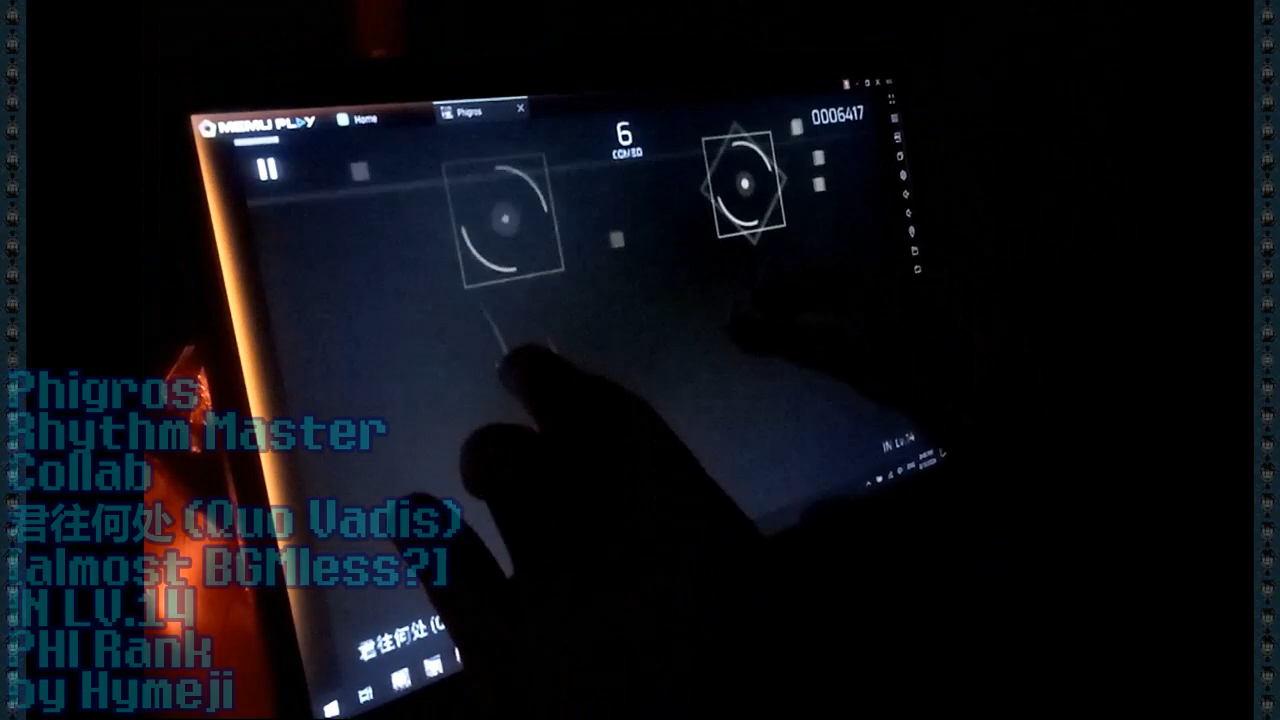 MEMU PLAY
Home
Phigros
6
COMBO
0006417
IN Lv.14
君往何处 (Q
Phigros
Rhythm Master
Collab
君往何处 (Quo Vadis)
[almost BGMless?]
IN LV.14
PHI Rank
by Hymeji